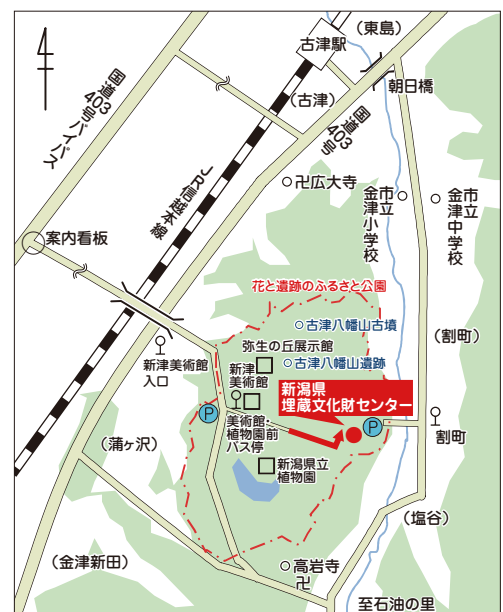 (東島)
古津駅
朝日橋
(古津)
国道
403号
国道
403号バイパス
JR信越本線
卍広大寺
市立
金津小学校
市立
金津中学校
案内看板
花と遺跡のふるさと公園
古津八幡山古墳
(割町)
弥生の丘展示館
古津八幡山遺跡
新津美術館
入口
新津
美術館
新潟県
埋蔵文化財センター
P
美術館・
植物園前
バス停
P
割町
(蒲ヶ沢)
新潟県立
植物園
(塩谷)
(金津新田)
高岩寺
卍
至石油の里